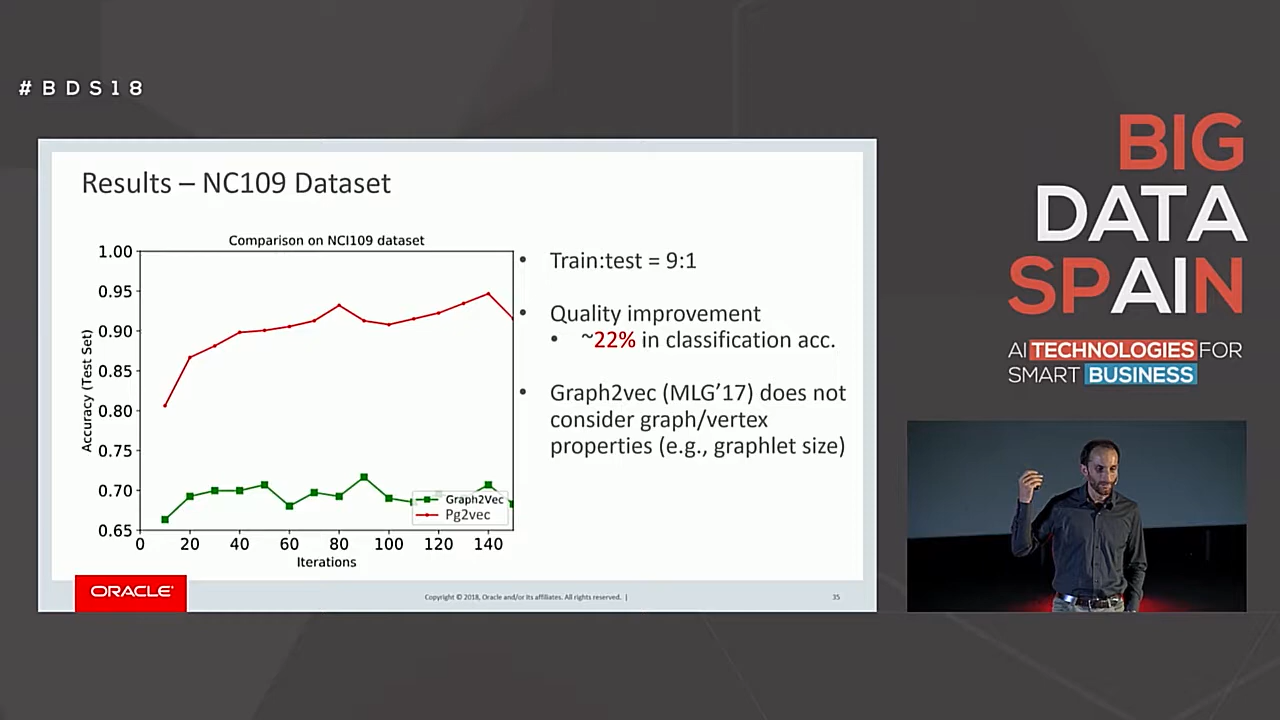 #BDS18
BIG
DATA
SPAIN
AI TECHNOLOGIES FOR
SMART BUSINESS
Results – NC109 Dataset
Comparison on NCI109 dataset
1.00
0.95
0.90
0.85
0.80
0.75
0.70
0.65
Accuracy (Test Set)
0 20 40 60 80 100 120 140
Iterations
Graph2Vec
Pg2vec
• Train:test = 9:1
• Quality improvement
• ~22% in classification acc.
• Graph2vec (MLG’17) does not
consider graph/vertex
properties (e.g., graphlet size)
ORACLE®
Copyright © 2018, Oracle and/or its affiliates. All rights reserved. |
35